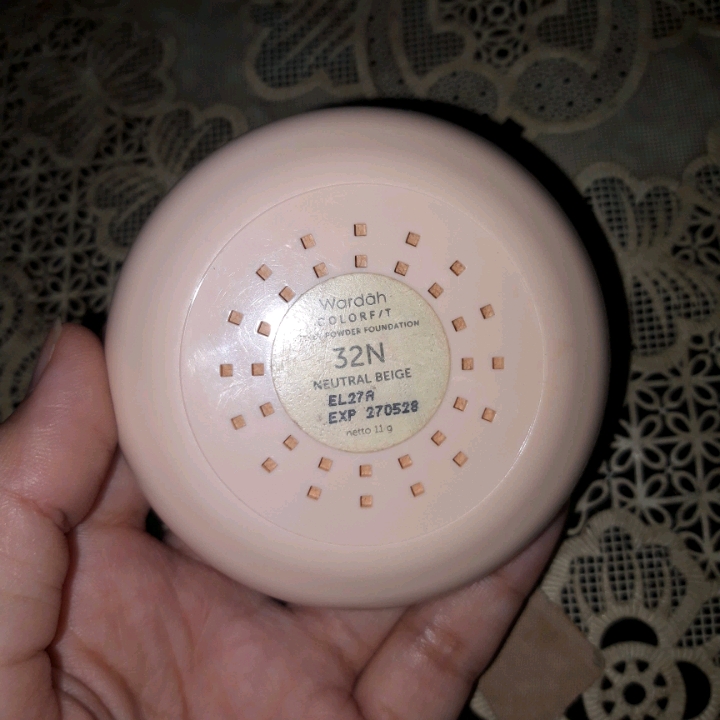 Wardah
COLORFIT
POWDER FOUNDATION
32N
NEUTRAL BEIGE
EL27A
EXP 270528
netto 11 g